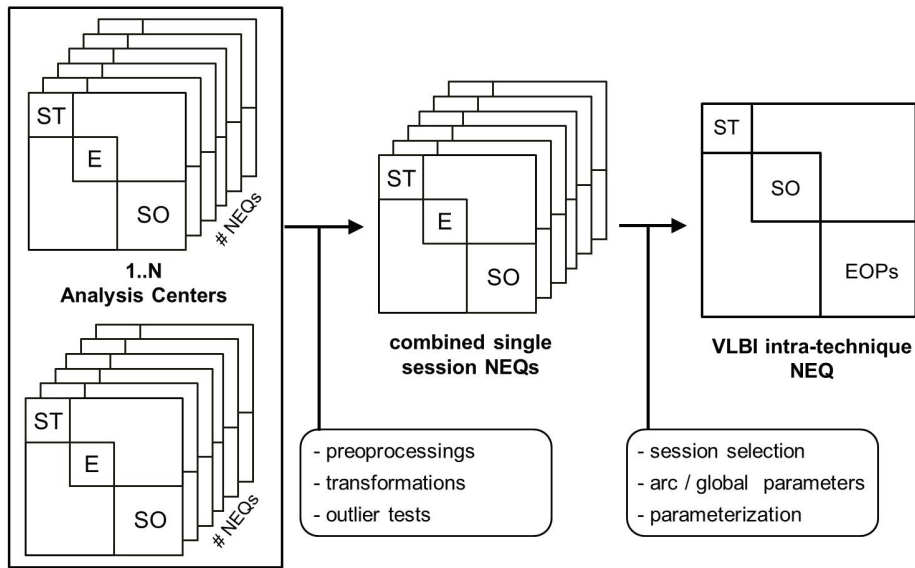 ST
E
SO
# NEQs
1..N
Analysis Centers
ST
E
SO
# NEQs
ST
E
SO
combined single
session NEQs
- preoprocessings
- transformations
- outlier tests
ST
SO
EOPs
VLBI intra-technique
NEQ
- session selection
- arc / global parameters
- parameterization